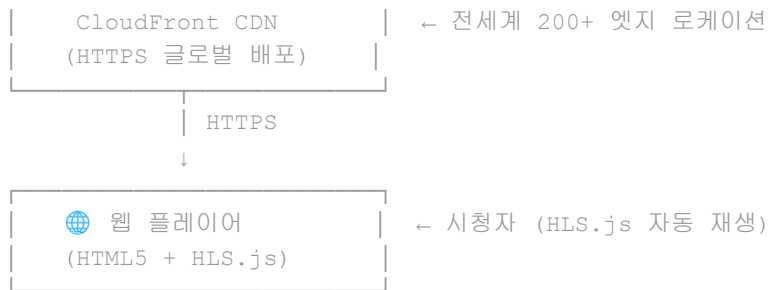 CloudFront CDN ← 전세계 200+ 엣지 로케이션
(HTTPS 글로벌 배포)
HTTPS
↓
🌐 웹 플레이어 ← 시청자 (HLS.js 자동 재생)
(HTML5 + HLS.js)